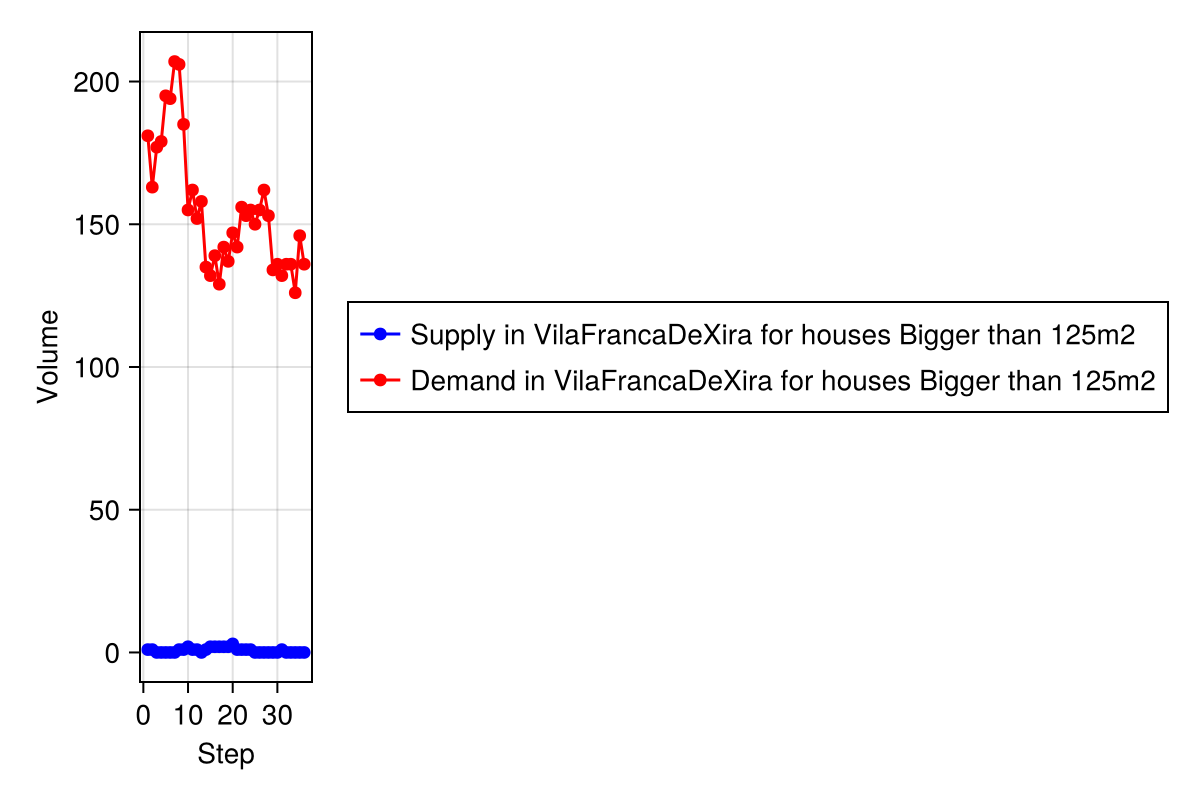 Volume
200
150
100
50
0
0 10 20 30
Step
Supply in VilaFrancaDeXira for houses Bigger than 125m2
Demand in VilaFrancaDeXira for houses Bigger than 125m2